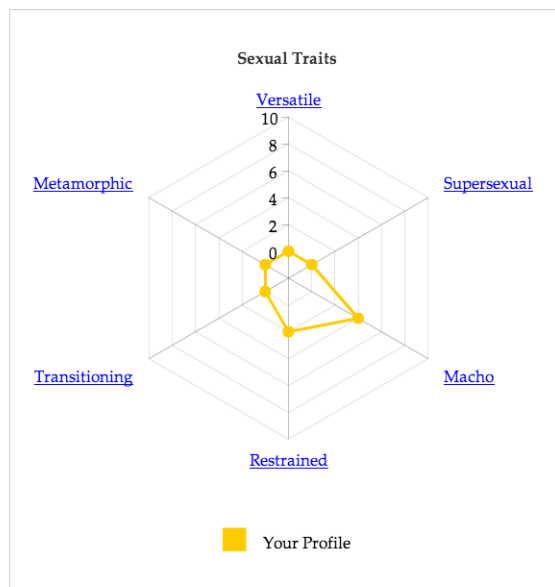 Sexual Traits
Versatile
10
8
6
4
2
0
Metamorphic
Supersexual
Transitioning
Macho
Restrained
Your Profile